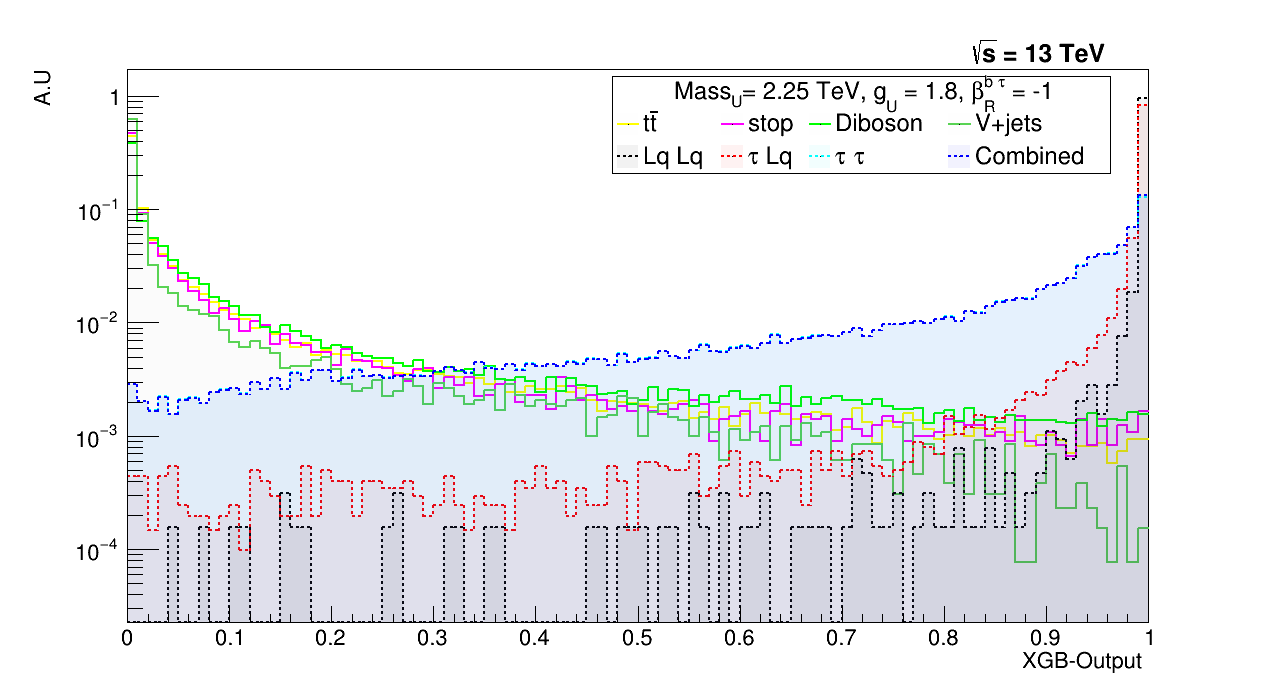 √s = 13 TeV
A.U
Mass_U= 2.25 TeV, g_U = 1.8, β_R^{b τ} = -1
tt̄ stop Diboson V+jets
Lq Lq τ Lq τ τ Combined
1
10^{−1}
10^{−2}
10^{−3}
10^{−4}
0 0.1 0.2 0.3 0.4 0.5 0.6 0.7 0.8 0.9 1
XGB-Output